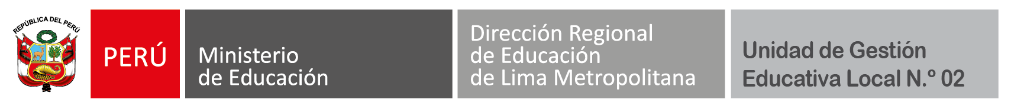 REPÚBLICA DEL PERÚ
PERÚ
Ministerio
de Educación
Dirección Regional
de Educación
de Lima Metropolitana
Unidad de Gestión
Educativa Local N.º 02